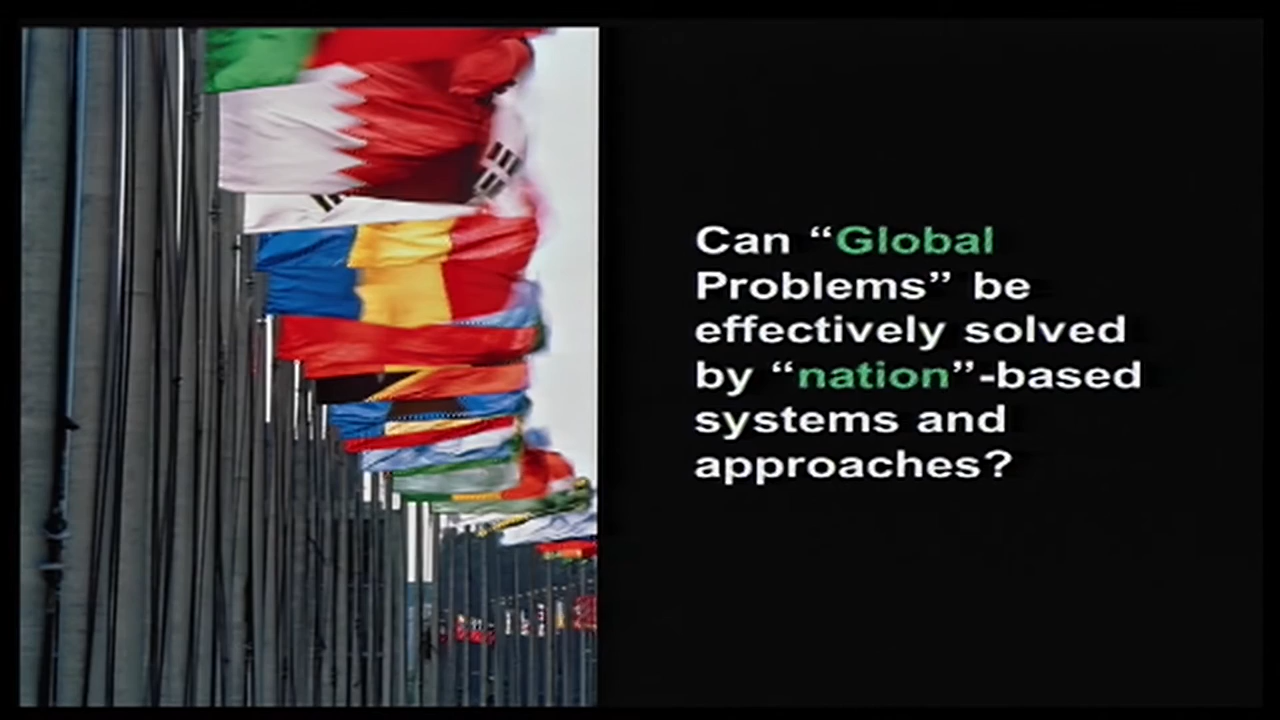 Can “Global
Problems” be
effectively solved
by “nation”-based
systems and
approaches?